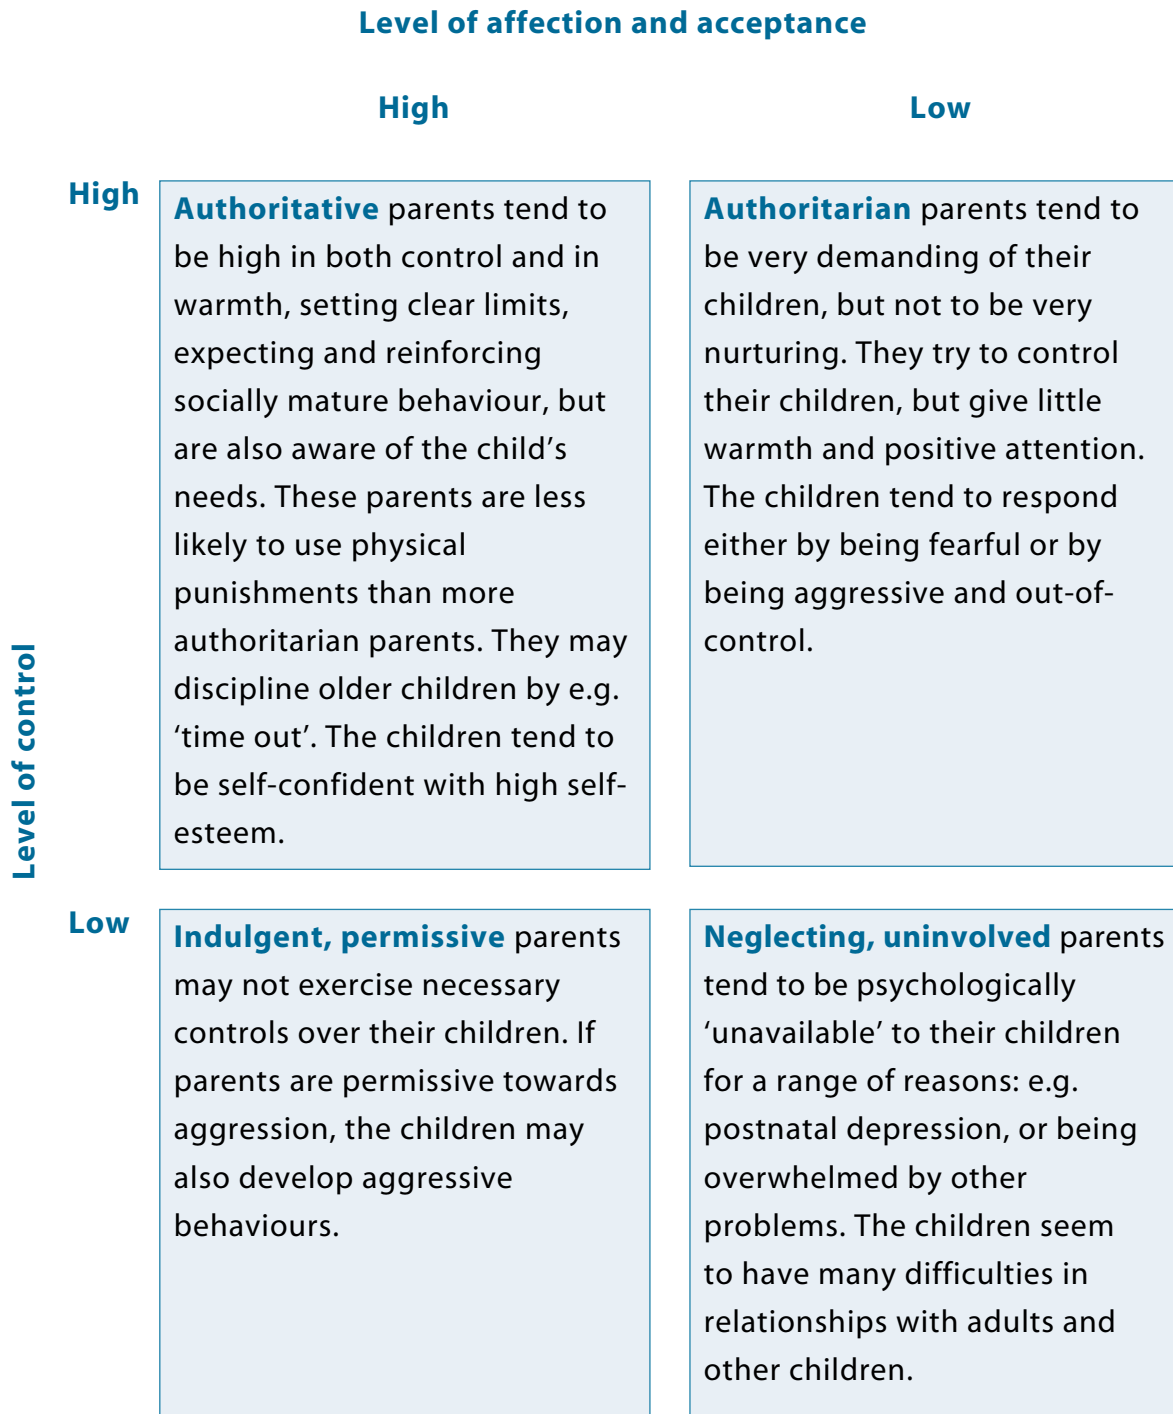 Level of affection and acceptance
High
Low
Level of control
High
Authoritative parents tend to
be high in both control and in
warmth, setting clear limits,
expecting and reinforcing
socially mature behaviour, but
are also aware of the child’s
needs. These parents are less
likely to use physical
punishments than more
authoritarian parents. They may
discipline older children by e.g.
‘time out’. The children tend to
be self-confident with high self-
esteem.
Authoritarian parents tend to
be very demanding of their
children, but not to be very
nurturing. They try to control
their children, but give little
warmth and positive attention.
The children tend to respond
either by being fearful or by
being aggressive and out-of-
control.
Low
Indulgent, permissive parents
may not exercise necessary
controls over their children. If
parents are permissive towards
aggression, the children may
also develop aggressive
behaviours.
Neglecting, uninvolved parents
tend to be psychologically
‘unavailable’ to their children
for a range of reasons: e.g.
postnatal depression, or being
overwhelmed by other
problems. The children seem
to have many difficulties in
relationships with adults and
other children.